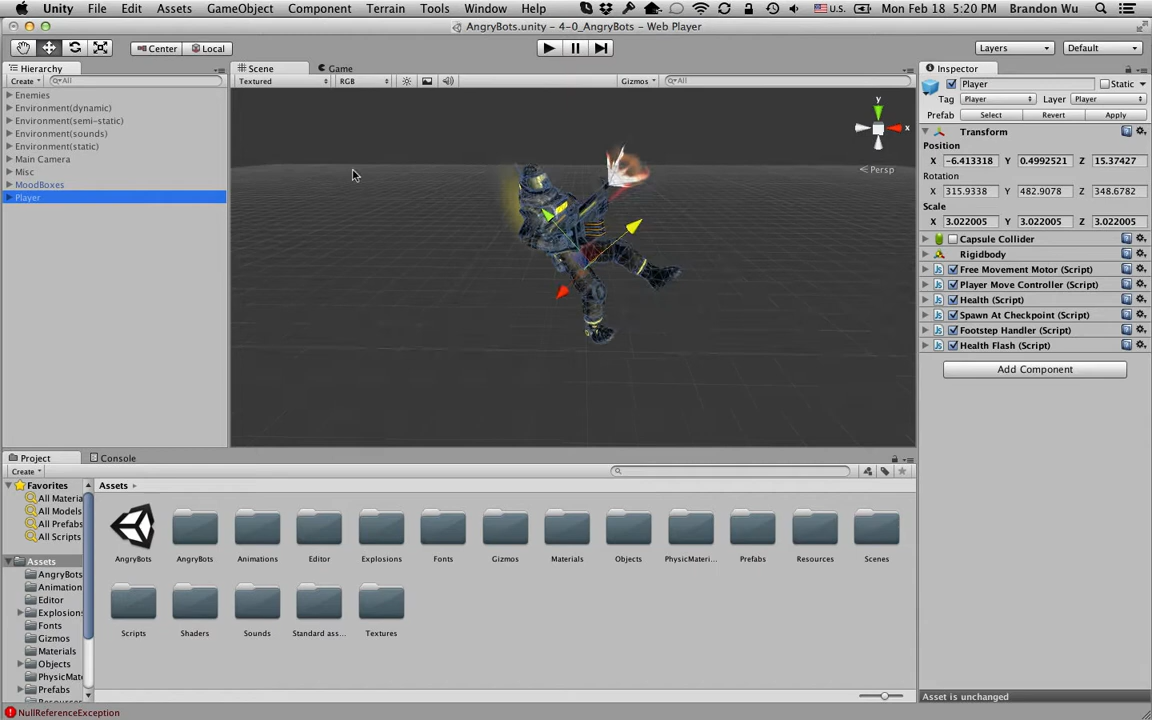 Unity File Edit Assets GameObject Component Terrain Tools Window Help U.S. Mon Feb 18 5:20 PM Brandon Wu
AngryBots.unity - 4-0_AngryBots - Web Player
Center Local Layers Default
Hierarchy
Create All
Enemies
Environment(dynamic)
Environment(semi-static)
Environment(sounds)
Environment(static)
Main Camera
Misc
MoodBoxes
Player
Scene Game
Textured RGB Gizmos All
y
x
Persp
Inspector
Player Static
Tag Player Layer Player
Prefab Select Revert Apply
Transform
Position
X -6.413318 Y 0.4992521 Z 15.37427
Rotation
X 315.9338 Y 482.9078 Z 348.6782
Scale
X 3.022005 Y 3.022005 Z 3.022005
Capsule Collider
Rigidbody
Free Movement Motor (Script)
Player Move Controller (Script)
Health (Script)
Spawn At Checkpoint (Script)
Footstep Handler (Script)
Health Flash (Script)
Add Component
Project Console
Create
Favorites
All Materia
All Models
All Prefabs
All Scripts
Assets
AngryBots
Animation
Editor
Explosions
Fonts
Gizmos
Materials
Objects
PhysicMat
Prefabs
Assets
AngryBots AngryBots Animations Editor Explosions Fonts Gizmos Materials Objects PhysicMateri... Prefabs Resources Scenes
Scripts Shaders Sounds Standard ass... Textures
Asset is unchanged
NullReferenceException